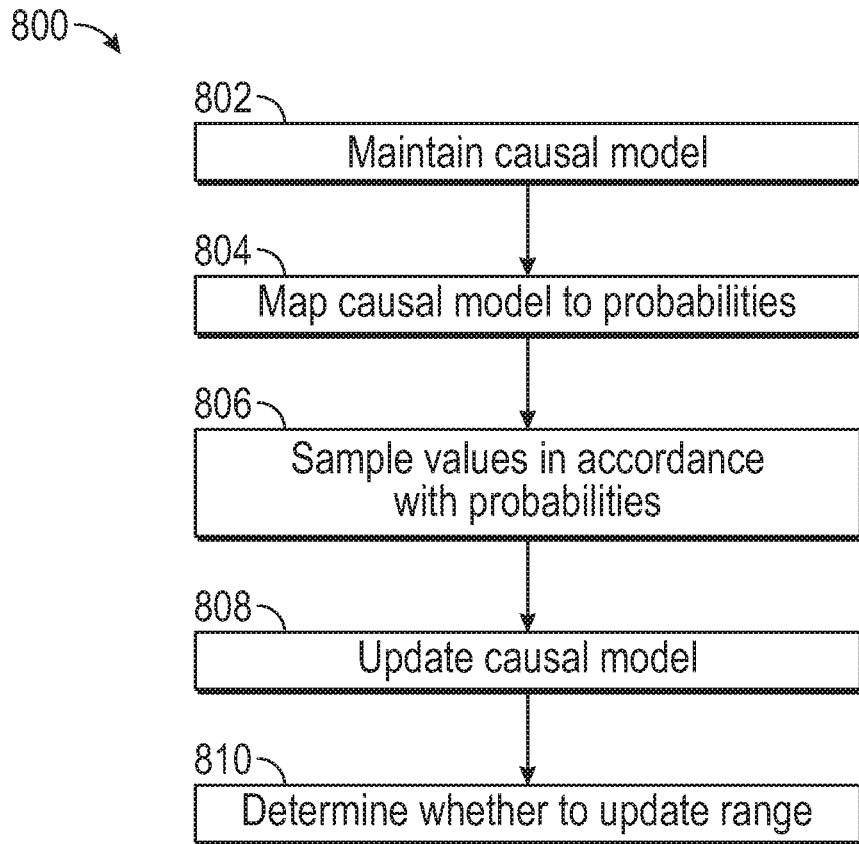 800
802
Maintain causal model
804
Map causal model to probabilities
806
Sample values in accordance
with probabilities
808
Update causal model
810
Determine whether to update range